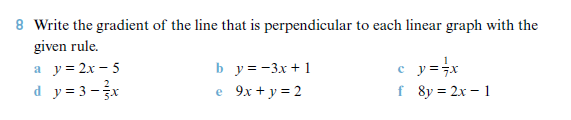 8 Write the gradient of the line that is perpendicular to each linear graph with the
given rule.
a y = 2x − 5 b y = −3x + 1 c y = 1/7x
d y = 3 − 2/3x e 9x + y = 2 f 8y = 2x − 1